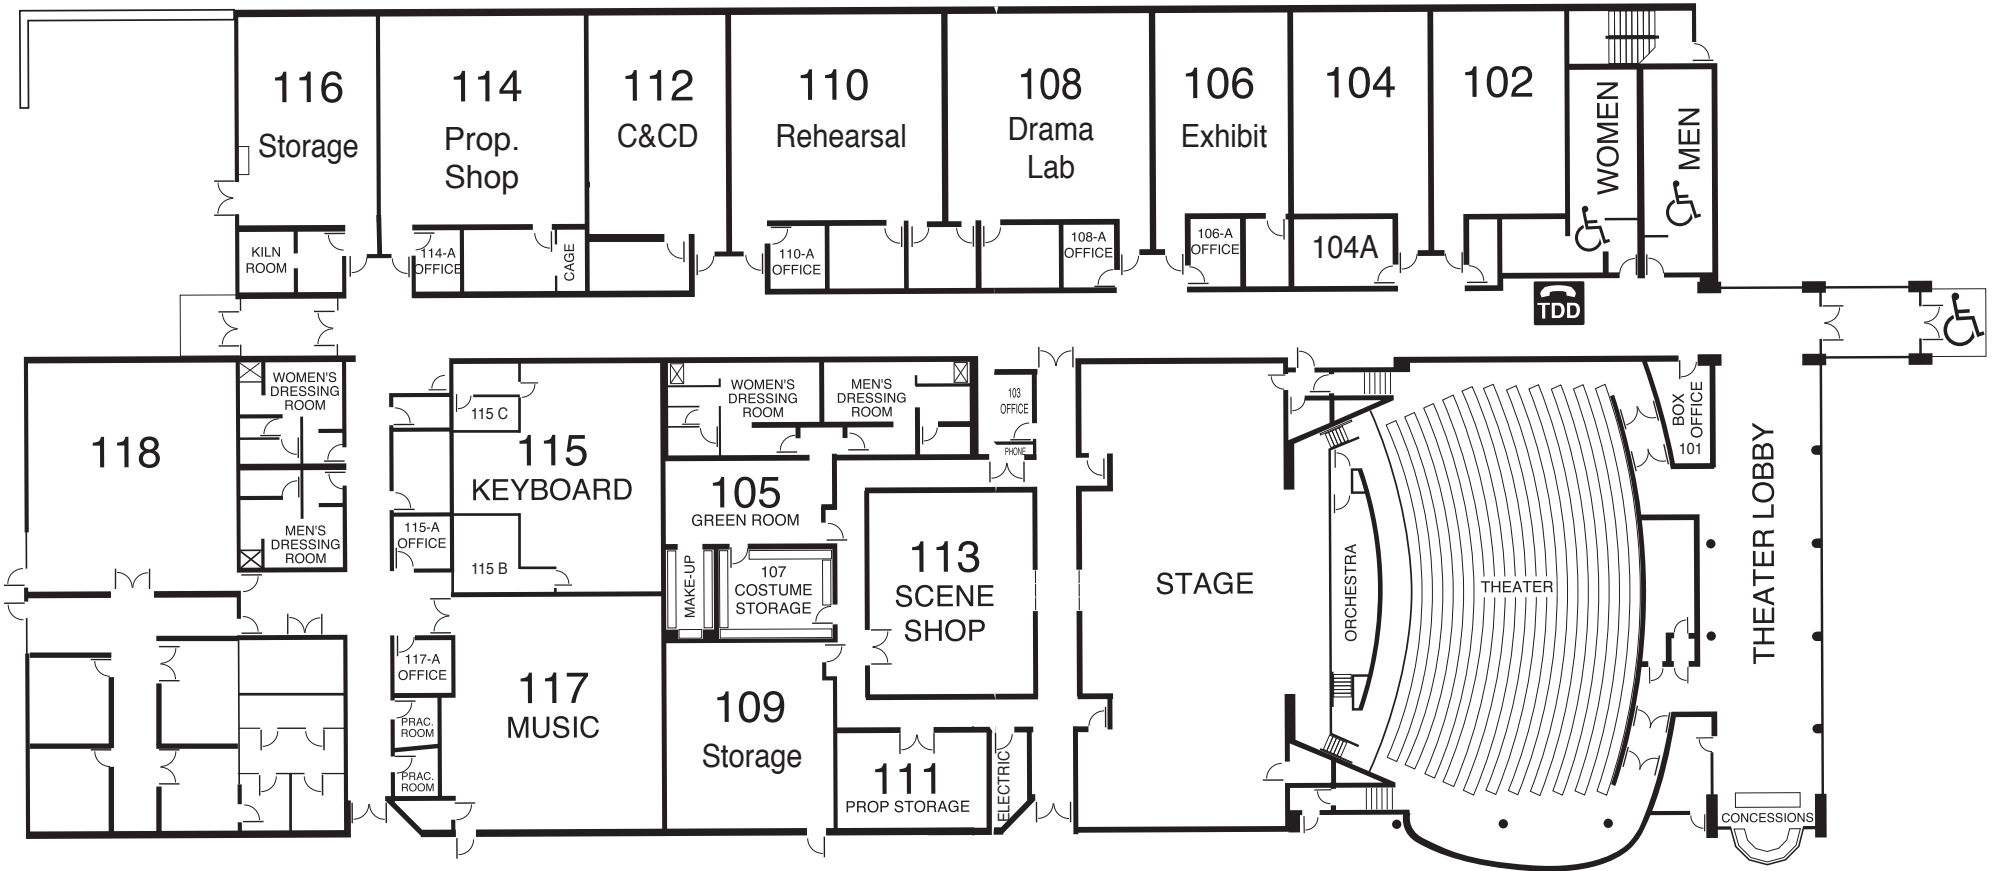 116
Storage
114
Prop.
Shop
112
C&CD
110
Rehearsal
108
Drama
Lab
106
Exhibit
104
102
WOMEN
MEN
KILN
ROOM
114-A
OFFICE
CAGE
110-A
OFFICE
108-A
OFFICE
106-A
OFFICE
104A
TDD
118
WOMEN'S
DRESSING
ROOM
MEN'S
DRESSING
ROOM
115 C
115
KEYBOARD
115-A
OFFICE
115 B
WOMEN'S
DRESSING
ROOM
MEN'S
DRESSING
ROOM
103
OFFICE
PHONE
105
GREEN ROOM
MAKE-UP
107
COSTUME
STORAGE
113
SCENE
SHOP
STAGE
ORCHESTRA
THEATER
BOX
OFFICE
101
THEATER LOBBY
117-A
OFFICE
PRAC.
ROOM
PRAC.
ROOM
117
MUSIC
109
Storage
111
PROP STORAGE
ELECTRIC
CONCESSIONS